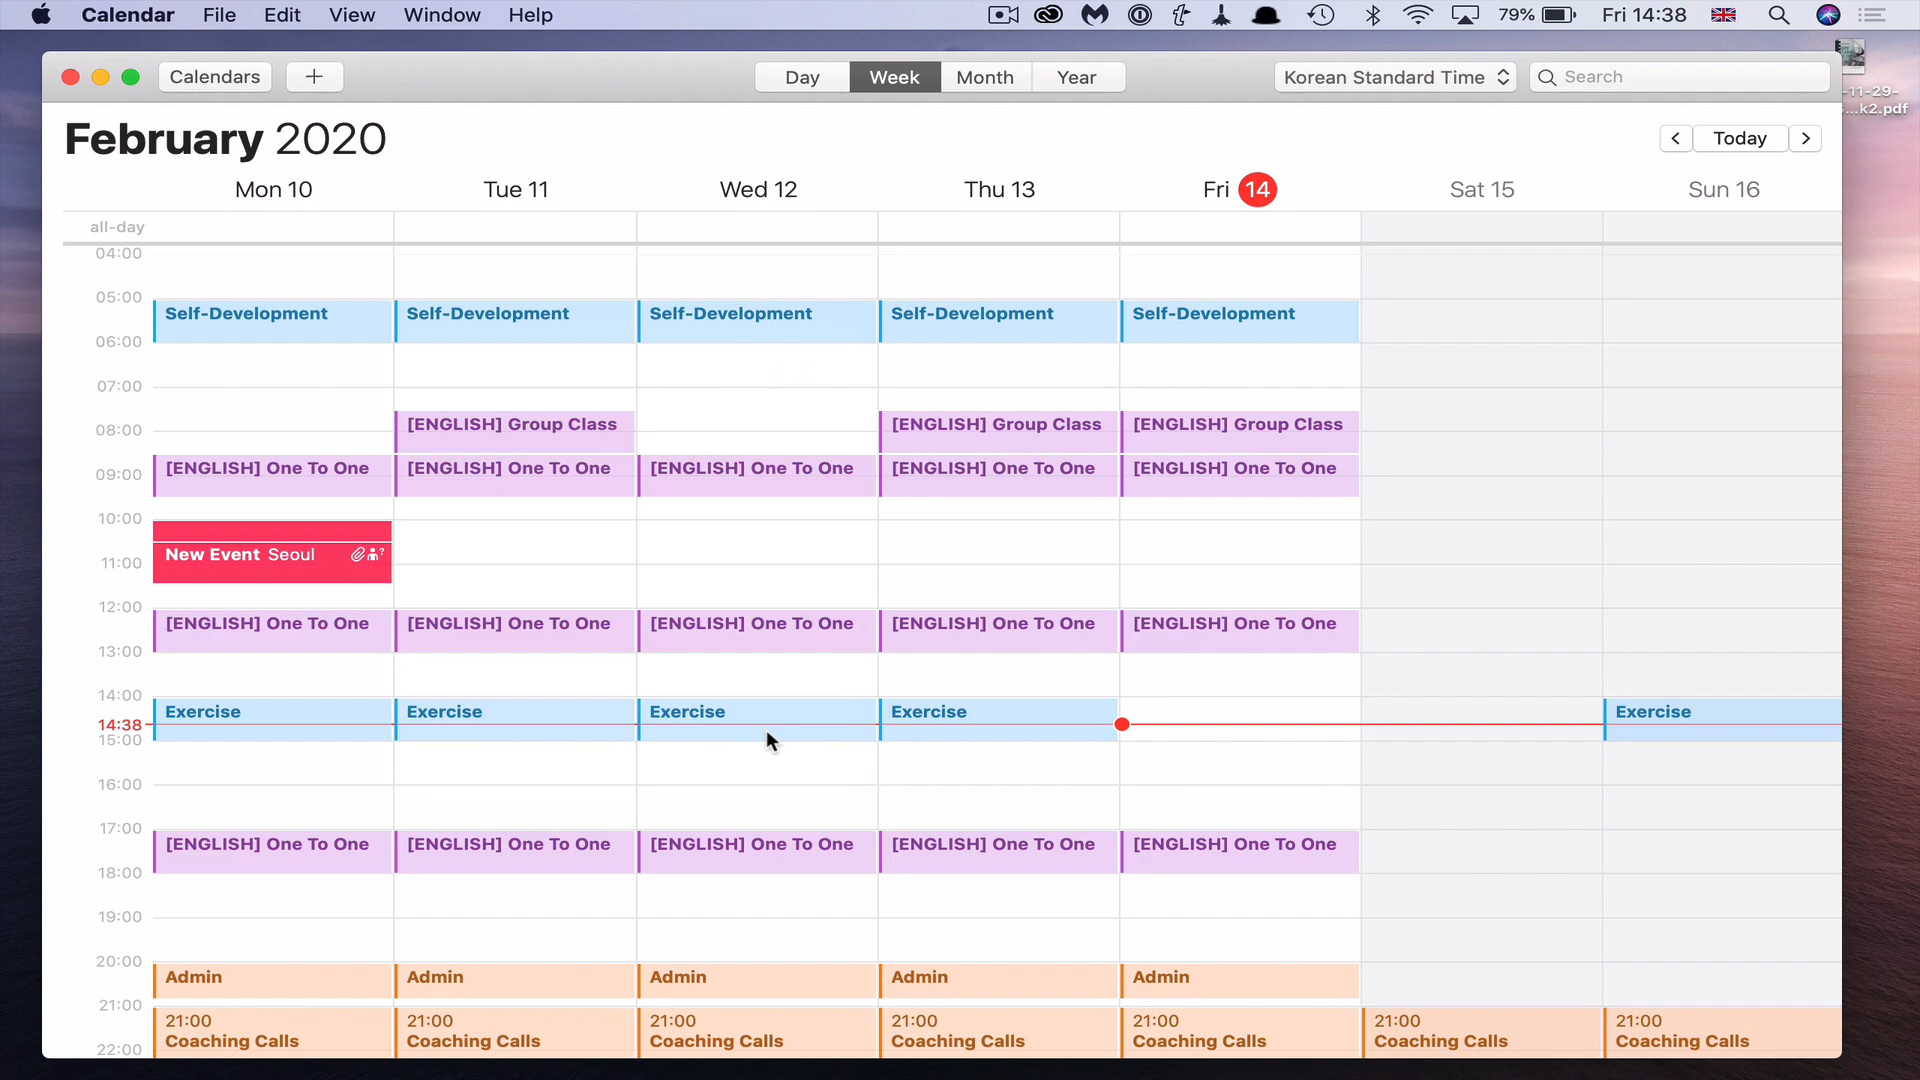 Calendar File Edit View Window Help 79% Fri 14:38
Calendars + Day Week Month Year Korean Standard Time Search
-11-29-
...k2.pdf
February 2020
< Today >
Mon 10 Tue 11 Wed 12 Thu 13 Fri 14 Sat 15 Sun 16
all-day
04:00
05:00
Self-Development Self-Development Self-Development Self-Development Self-Development
06:00
07:00
[ENGLISH] Group Class [ENGLISH] Group Class [ENGLISH] Group Class
08:00
[ENGLISH] One To One [ENGLISH] One To One [ENGLISH] One To One [ENGLISH] One To One [ENGLISH] One To One
09:00
10:00
New Event Seoul
11:00
12:00
[ENGLISH] One To One [ENGLISH] One To One [ENGLISH] One To One [ENGLISH] One To One [ENGLISH] One To One
13:00
14:00
Exercise Exercise Exercise Exercise Exercise
14:38
15:00
16:00
17:00
[ENGLISH] One To One [ENGLISH] One To One [ENGLISH] One To One [ENGLISH] One To One [ENGLISH] One To One
18:00
19:00
20:00
Admin Admin Admin Admin Admin
21:00
21:00 21:00 21:00 21:00 21:00 21:00 21:00
Coaching Calls Coaching Calls Coaching Calls Coaching Calls Coaching Calls Coaching Calls Coaching Calls
22:00